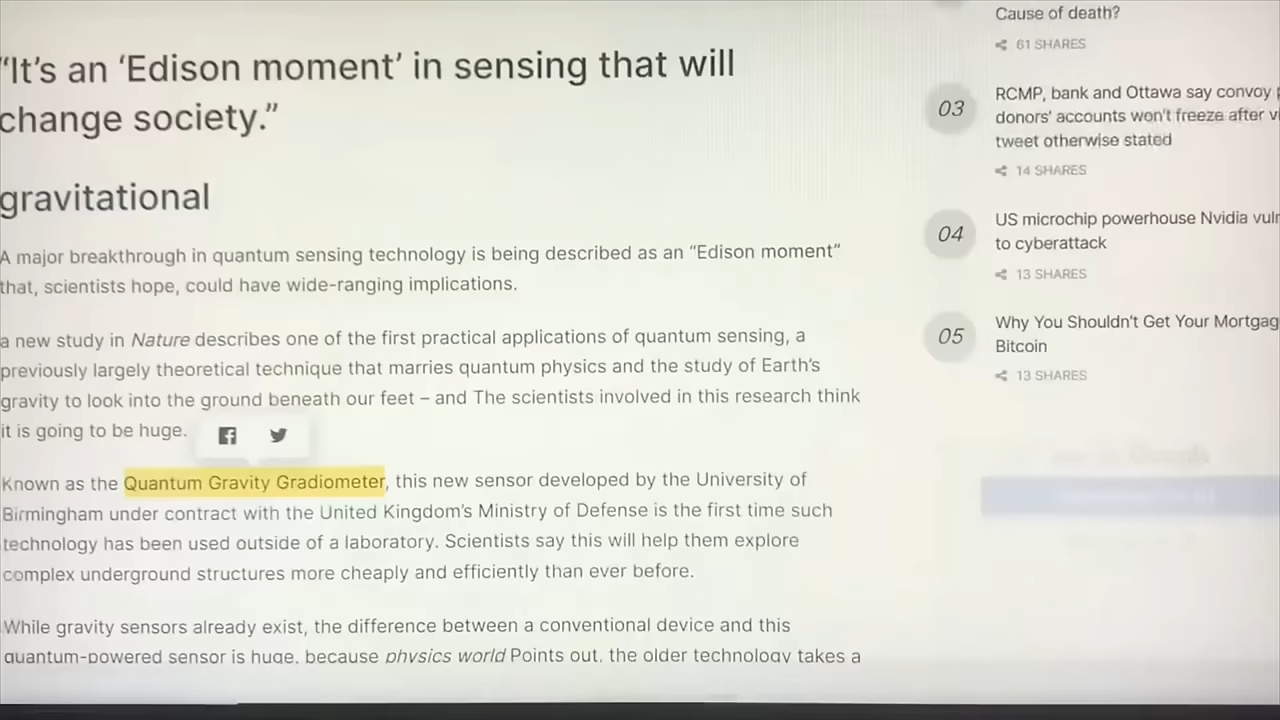 “It’s an ‘Edison moment’ in sensing that will
change society.”
gravitational
A major breakthrough in quantum sensing technology is being described as an “Edison moment”
that, scientists hope, could have wide-ranging implications.
a new study in Nature describes one of the first practical applications of quantum sensing, a
previously largely theoretical technique that marries quantum physics and the study of Earth’s
gravity to look into the ground beneath our feet – and The scientists involved in this research think
it is going to be huge.
Known as the Quantum Gravity Gradiometer, this new sensor developed by the University of
Birmingham under contract with the United Kingdom’s Ministry of Defense is the first time such
technology has been used outside of a laboratory. Scientists say this will help them explore
complex underground structures more cheaply and efficiently than ever before.
While gravity sensors already exist, the difference between a conventional device and this
quantum-powered sensor is huge, because physics world Points out, the older technology takes a
Cause of death?
61 SHARES
03
RCMP, bank and Ottawa say convoy
donors’ accounts won’t freeze after
tweet otherwise stated
14 SHARES
04
US microchip powerhouse Nvidia
to cyberattack
13 SHARES
05
Why You Shouldn’t Get Your
Bitcoin
13 SHARES